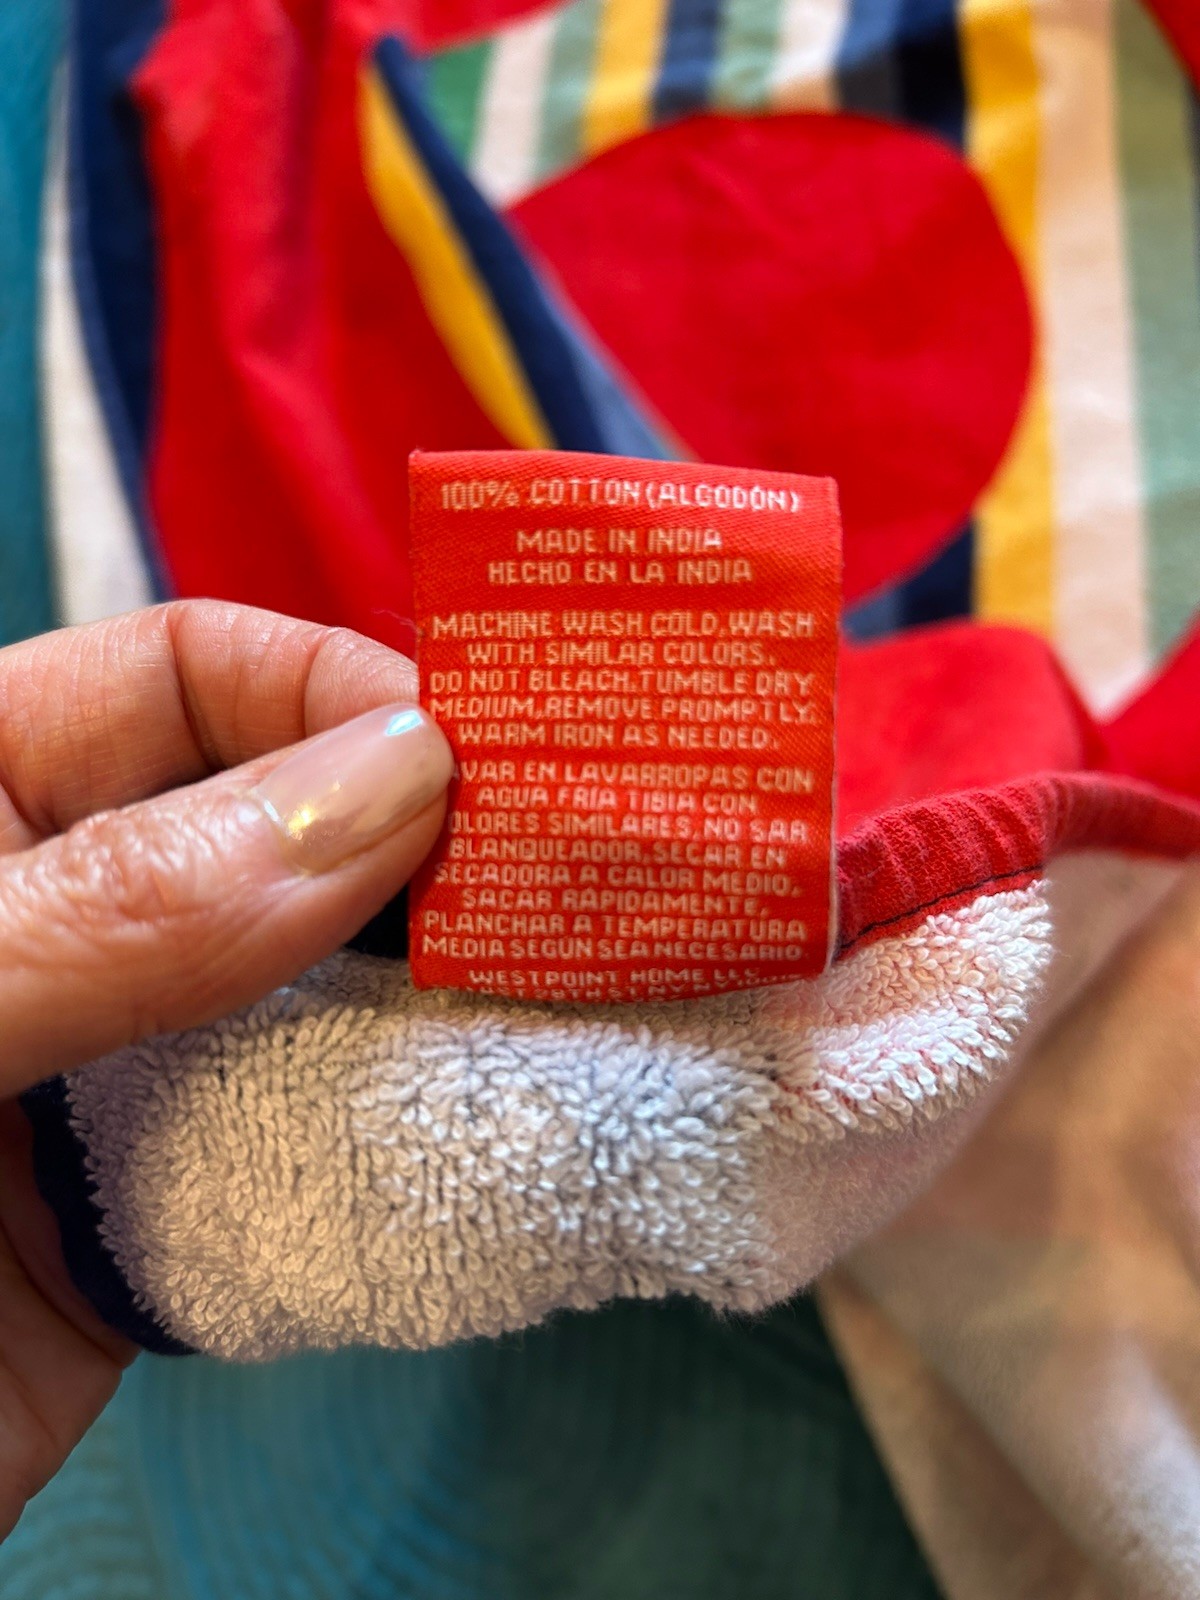 100% COTTON (ALGODÓN)
MADE IN INDIA
HECHO EN LA INDIA
MACHINE WASH COLD. WASH
WITH SIMILAR COLORS.
DO NOT BLEACH. TUMBLE DRY
MEDIUM, REMOVE PROMPTLY.
WARM IRON AS NEEDED.
AVAR EN LAVARROPAS CON
AGUA FRIA TIBIA CON
OLORES SIMILARES, NO SAR
BLANQUEADOR. SECAR EN
SECADORA A CALOR MEDIO,
SACAR RÁPIDAMENTE,
PLANCHAR A TEMPERATURA
MEDIA SEGÚN SEA NECESARIO.
WESTPOINT HOME LLC